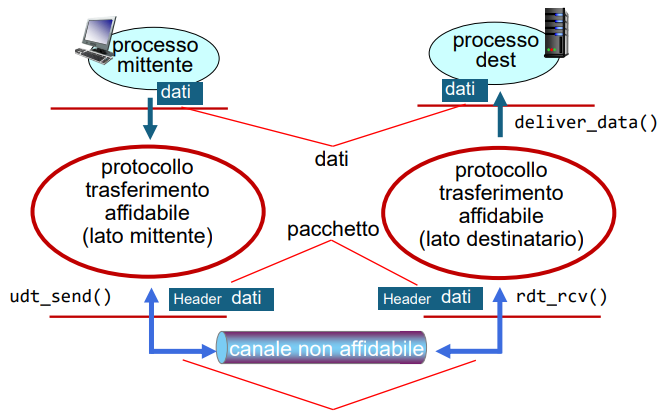 processo
mittente
dati
processo
dest
dati
deliver_data()
dati
protocollo
trasferimento
affidabile
(lato mittente)
protocollo
trasferimento
affidabile
(lato destinatario)
pacchetto
udt_send()
Header dati
Header dati
rdt_rcv()
canale non affidabile